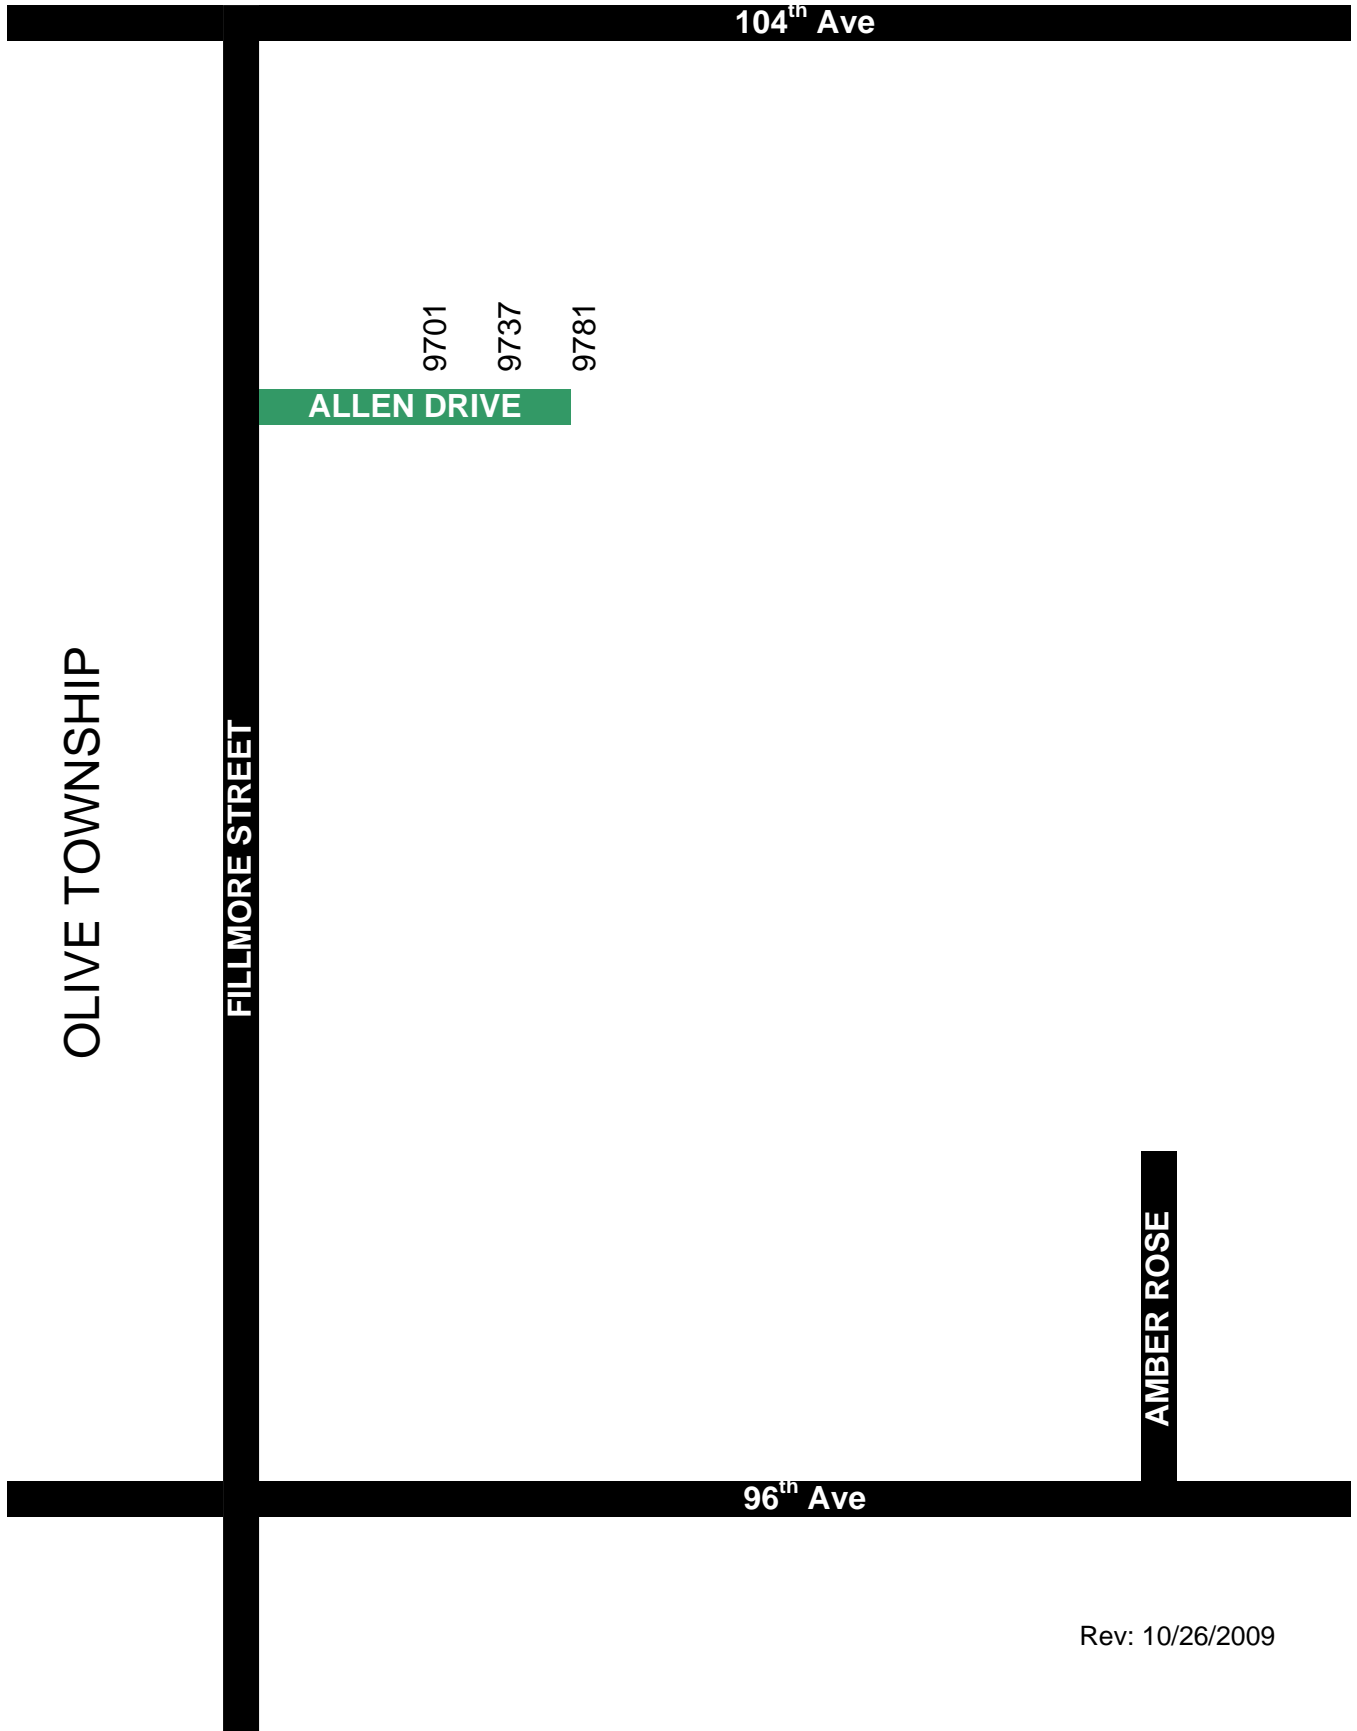 104th Ave
9701
9737
9781
ALLEN DRIVE
OLIVE TOWNSHIP
FILLMORE STREET
AMBER ROSE
96th Ave
Rev: 10/26/2009